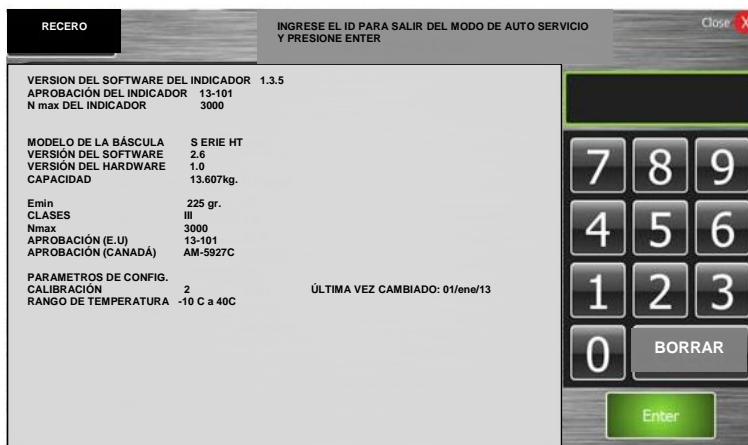 RECERO
INGRESE EL ID PARA SALIR DEL MODO DE AUTO SERVICIO
Y PRESIONE ENTER
Close X
VERSION DEL SOFTWARE DEL INDICADOR 1.3.5
APROBACIÓN DEL INDICADOR 13-101
N max DEL INDICADOR 3000
MODELO DE LA BÁSCULA S ERIE HT
VERSIÓN DEL SOFTWARE 2.6
VERSIÓN DEL HARDWARE 1.0
CAPACIDAD 13.607kg.
Emin 225 gr.
CLASES III
Nmax 3000
APROBACIÓN (E.U) 13-101
APROBACIÓN (CANADÁ) AM-5927C
PARAMETROS DE CONFIG.
CALIBRACIÓN 2 ÚLTIMA VEZ CAMBIADO: 01/ene/13
RANGO DE TEMPERATURA -10 C a 40C
7 8 9
4 5 6
1 2 3
0 BORRAR
Enter